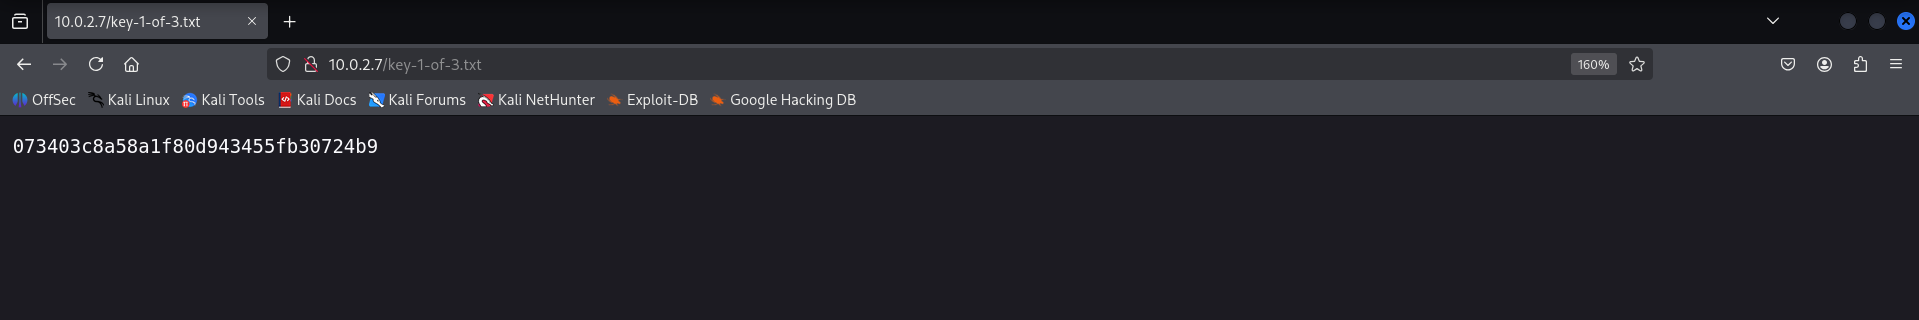 10.0.2.7/key-1-of-3.txt
10.0.2.7/key-1-of-3.txt 160%
OffSec Kali Linux Kali Tools Kali Docs Kali Forums Kali NetHunter Exploit-DB Google Hacking DB
073403c8a58a1f80d943455fb30724b9